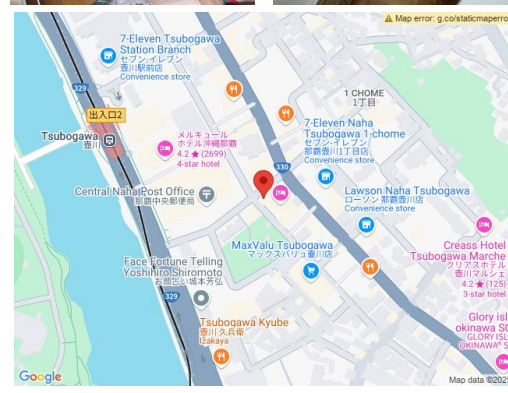 Map error: g.co/staticmaperro
7-Eleven Tsubogawa
Station Branch
セブン-イレブン
壺川駅前店
Convenience store
329
出入口2
Tsubogawa
壺川
メルキュール
ホテル沖縄那覇
4.2 ★ (2699)
4-star hotel
1 CHOME
1丁目
7-Eleven Naha
Tsubogawa 1-chome
セブン-イレブン
那覇壺川1丁目店
Convenience store
330
Central Naha Post Office
那覇中央郵便局
Lawson Naha Tsubogawa
ローソン 那覇壺川店
Convenience store
MaxValu Tsubogawa
マックスバリュ壺川店
Creass Hotel
Tsubogawa Marche
クリアスホテル
壺川マルシェ
4.2 ★ (125)
3-star hotel
Face Fortune Telling
Yoshihiro Shiromoto
お顔占い城本芳弘
329
Tsubogawa Kyube
壺川 久兵衛
Izakaya
Glory isl
okinawa SO
GLORY ISL
OKINAWA® S
Google
Map data ©2025